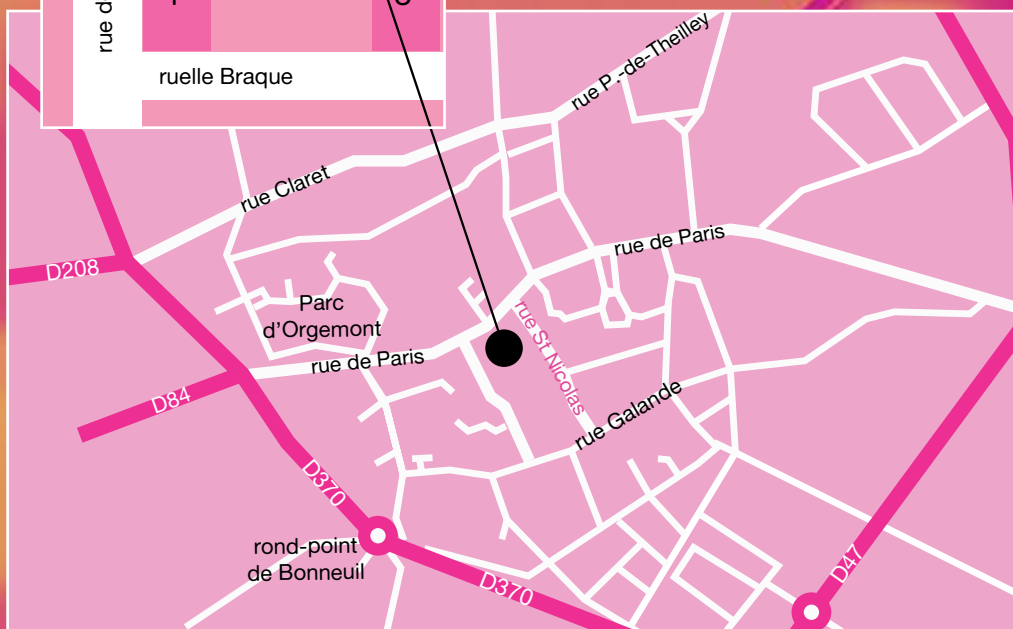 rue d
ruelle Braque
rue P.-de-Theilley
rue Claret
rue de Paris
D208
Parc
d'Orgemont
rue de Paris
rue St Nicolas
D84
rue Galande
D370
rond-point
de Bonneuil
D370
D47